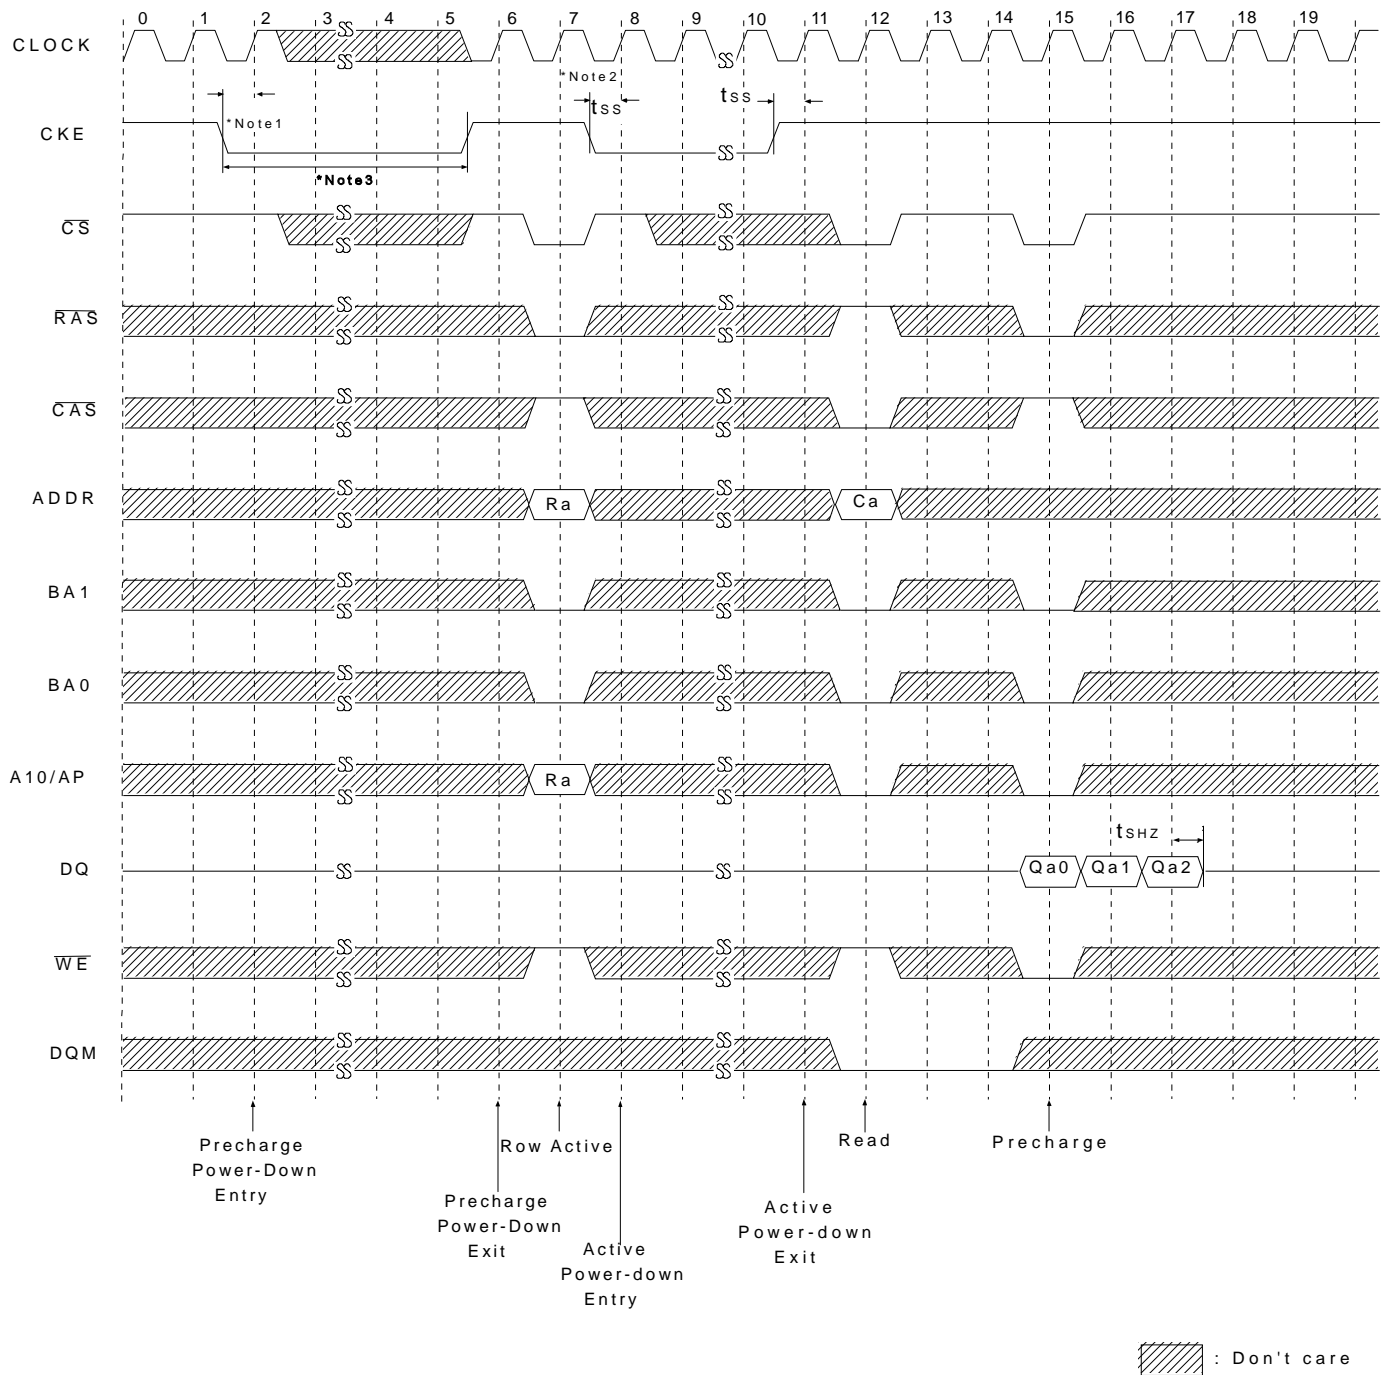 0 1 2 3 4 5 6 7 8 9 10 11 12 13 14 15 16 17 18 19
CLOCK
*Note2
tSS
tSS
*Note1
CKE
*Note3
CS
RAS
CAS
ADDR
Ra
Ca
BA1
BA0
A10/AP
Ra
tSHZ
DQ
Qa0 Qa1 Qa2
WE
DQM
Precharge
Power-Down
Entry
Row Active
Read
Precharge
Precharge
Power-Down
Exit
Active
Power-down
Exit
Active
Power-down
Entry
: Don't care